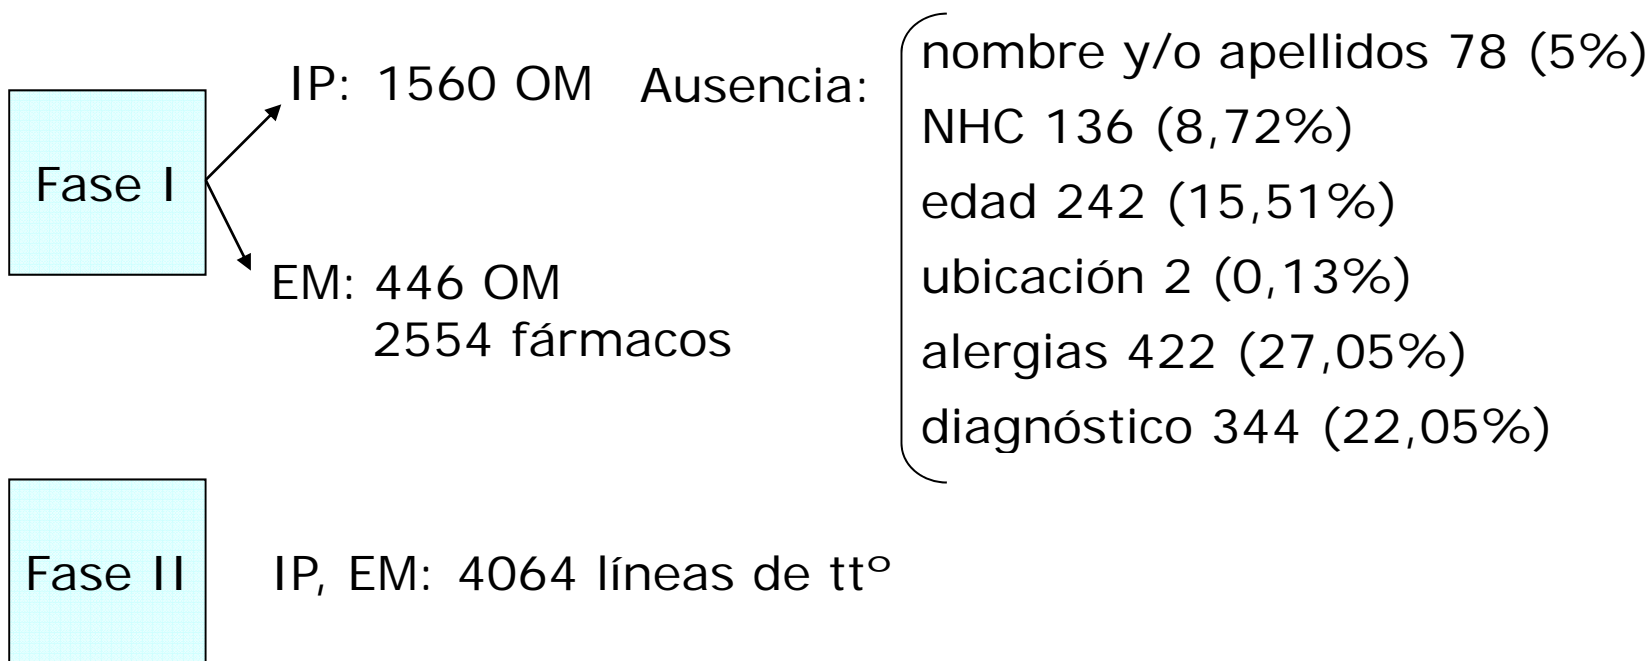 Fase I
IP: 1560 OM
Ausencia:
nombre y/o apellidos 78 (5%)
NHC 136 (8,72%)
edad 242 (15,51%)
ubicación 2 (0,13%)
alergias 422 (27,05%)
diagnóstico 344 (22,05%)
EM: 446 OM
2554 fármacos
Fase II
IP, EM: 4064 líneas de ttº